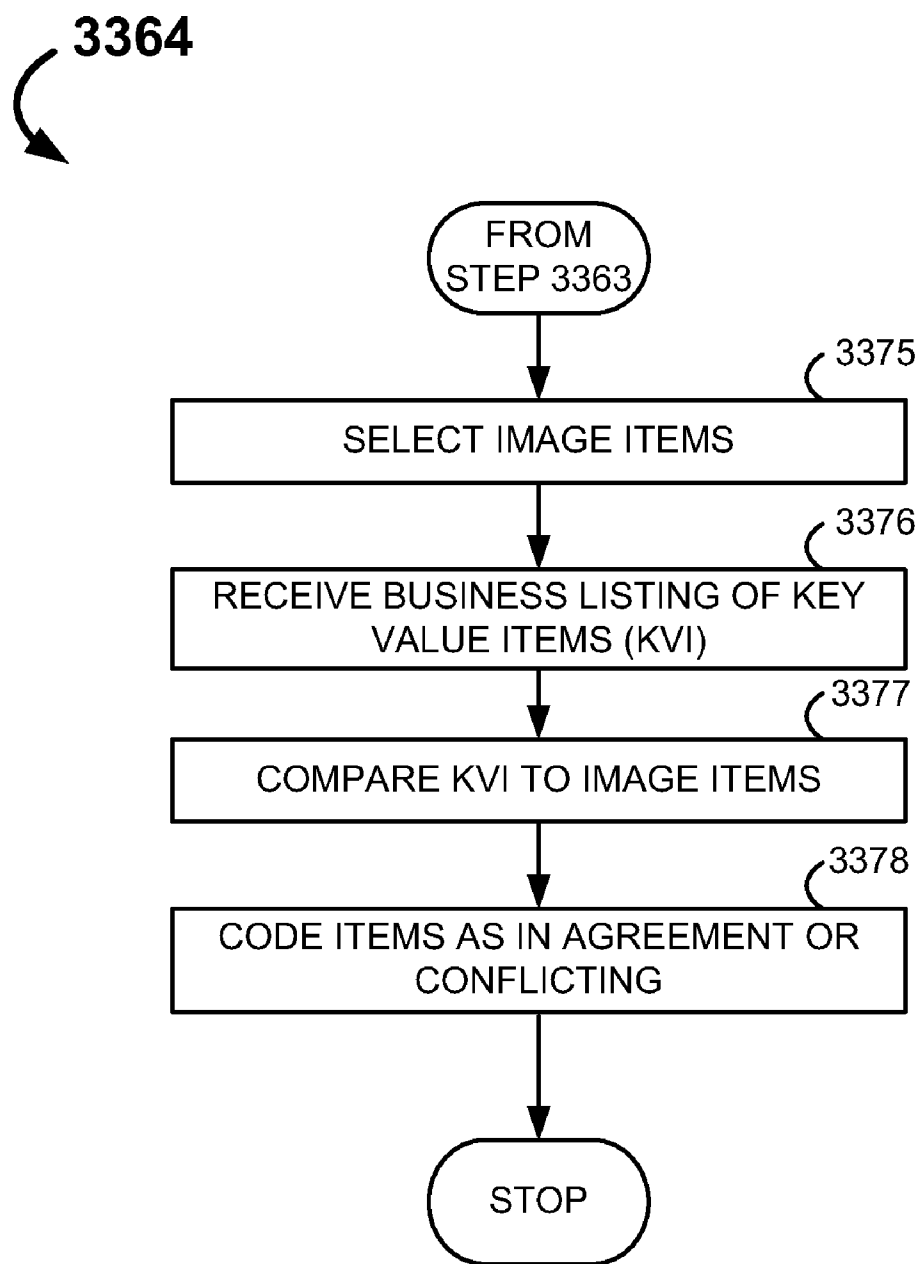 3364
FROM
STEP 3363
3375
SELECT IMAGE ITEMS
3376
RECEIVE BUSINESS LISTING OF KEY
VALUE ITEMS (KVI)
3377
COMPARE KVI TO IMAGE ITEMS
3378
CODE ITEMS AS IN AGREEMENT OR
CONFLICTING
STOP